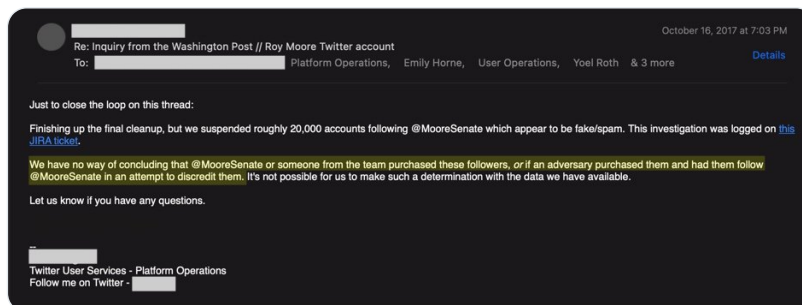 October 16, 2017 at 7:03 PM
Re: Inquiry from the Washington Post // Roy Moore Twitter account
To: Platform Operations, Emily Horne, User Operations, Yoel Roth & 3 more Details
Just to close the loop on this thread:
Finishing up the final cleanup, but we suspended roughly 20,000 accounts following @MooreSenate which appear to be fake/spam. This investigation was logged on this
JIRA ticket.
We have no way of concluding that @MooreSenate or someone from the team purchased these followers, or if an adversary purchased them and had them follow
@MooreSenate in an attempt to discredit them. It's not possible for us to make such a determination with the data we have available.
Let us know if you have any questions.
--
Twitter User Services - Platform Operations
Follow me on Twitter -